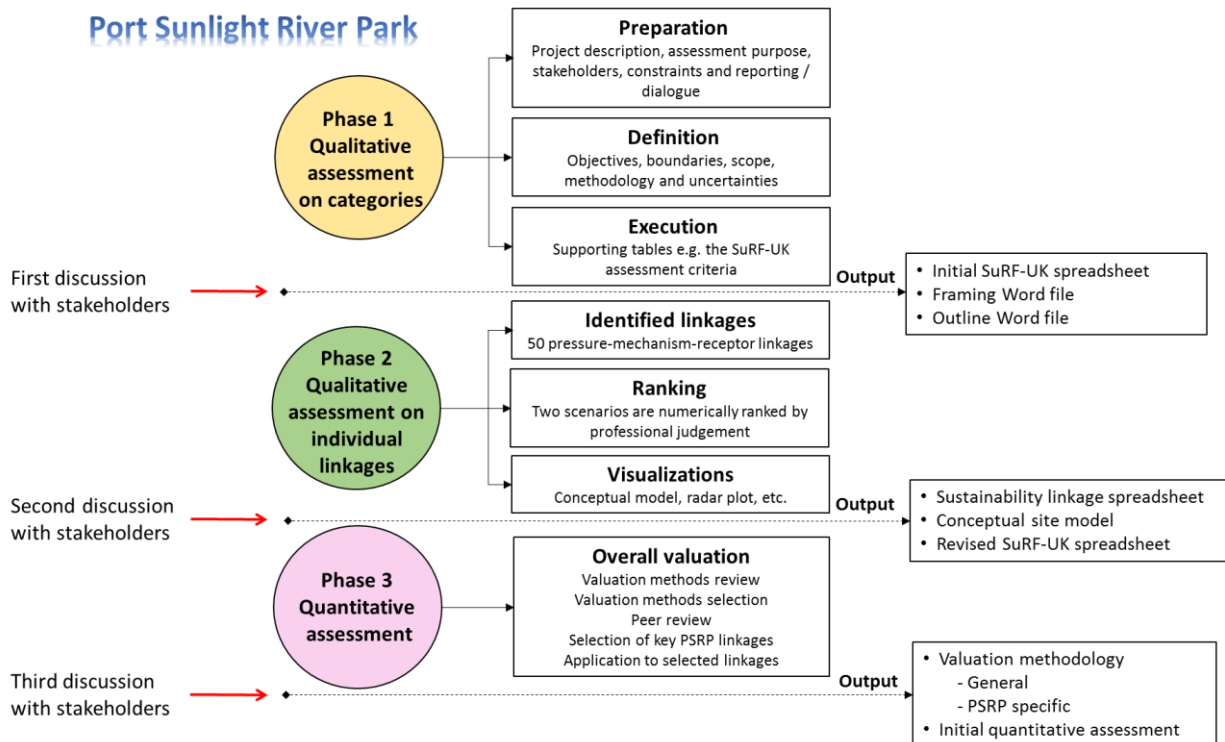 Port Sunlight River Park
Phase 1
Qualitative
assessment
on categories
Preparation
Project description, assessment purpose,
stakeholders, constraints and reporting /
dialogue
Definition
Objectives, boundaries, scope,
methodology and uncertainties
Execution
Supporting tables e.g. the SuRF-UK
assessment criteria
First discussion
with stakeholders
Output
• Initial SuRF-UK spreadsheet
• Framing Word file
• Outline Word file
Phase 2
Qualitative
assessment on
individual
linkages
Identified linkages
50 pressure-mechanism-receptor linkages
Ranking
Two scenarios are numerically ranked by
professional judgement
Visualizations
Conceptual model, radar plot, etc.
Second discussion
with stakeholders
Output
• Sustainability linkage spreadsheet
• Conceptual site model
• Revised SuRF-UK spreadsheet
Phase 3
Quantitative
assessment
Overall valuation
Valuation methods review
Valuation methods selection
Peer review
Selection of key PSRP linkages
Application to selected linkages
Third discussion
with stakeholders
Output
• Valuation methodology
- General
- PSRP specific
• Initial quantitative assessment